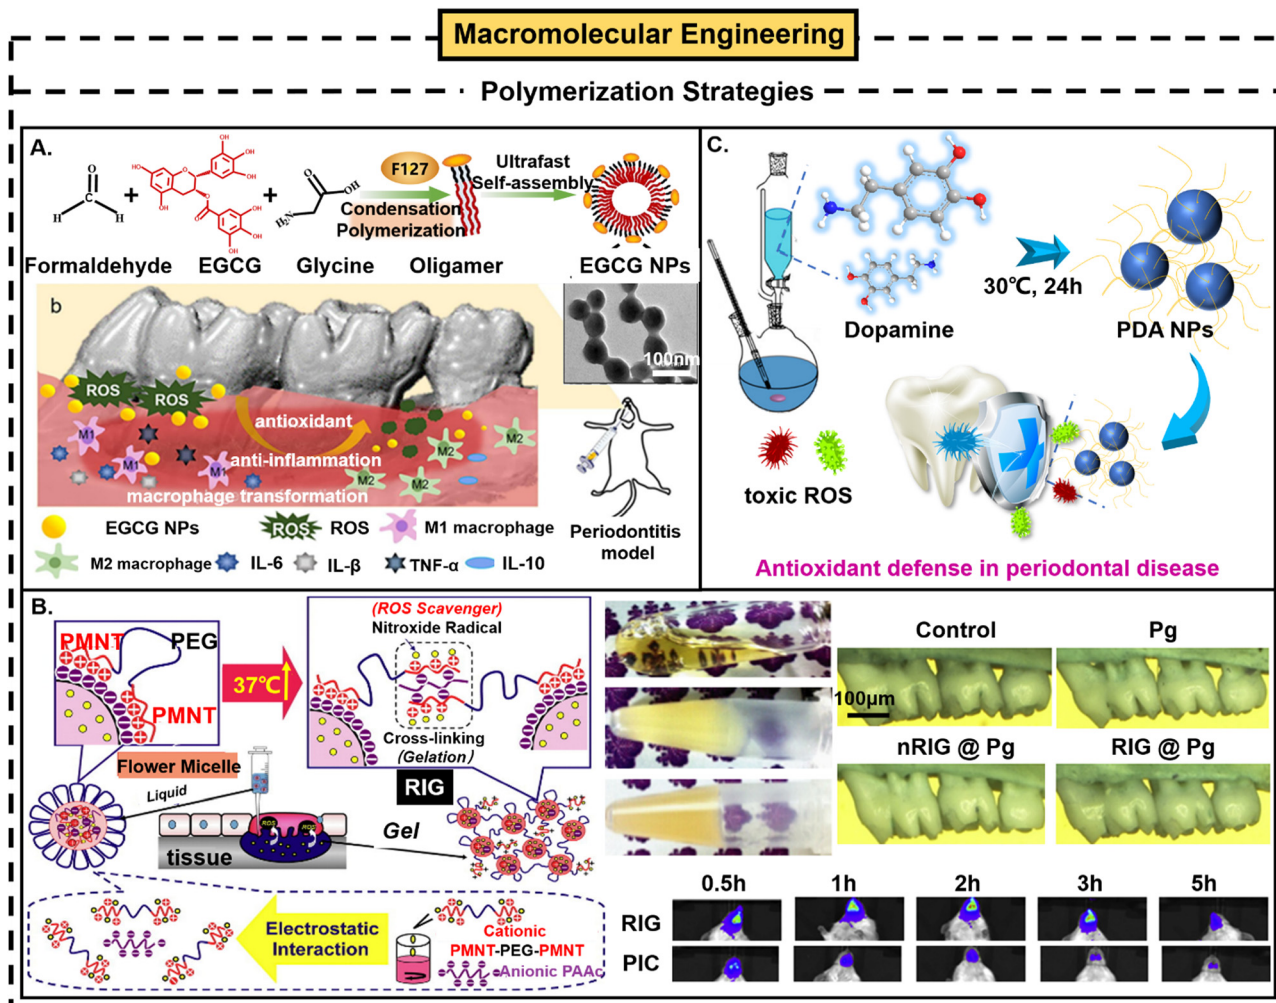 Macromolecular Engineering
Polymerization Strategies
A.
O
C
H H
+
+
F127
Condensation
Polymerization
Ultrafast
Self-assembly
Formaldehyde EGCG Glycine Oligamer EGCG NPs
b
100nm
ROS ROS
antioxidant
M1
M1 M1
anti-inflammation
M2 M2
M2 M2
macrophage transformation
EGCG NPs ROS ROS M1 macrophage
M2 macrophage IL-6 IL-β TNF-α IL-10
Periodontitis
model
C.
Dopamine
30℃, 24h
PDA NPs
toxic ROS
Antioxidant defense in periodontal disease
B.
PMNT PEG
PMNT
37℃
(ROS Scavenger)
Nitroxide Radical
Cross-linking
(Gelation)
Flower Micelle
Liquid
RIG
ROS ROS
tissue
Gel
Electrostatic
Interaction
Cationic
PMNT-PEG-PMNT
Anionic PAAc
Control Pg
100μm
nRIG @ Pg RIG @ Pg
0.5h 1h 2h 3h 5h
RIG
PIC